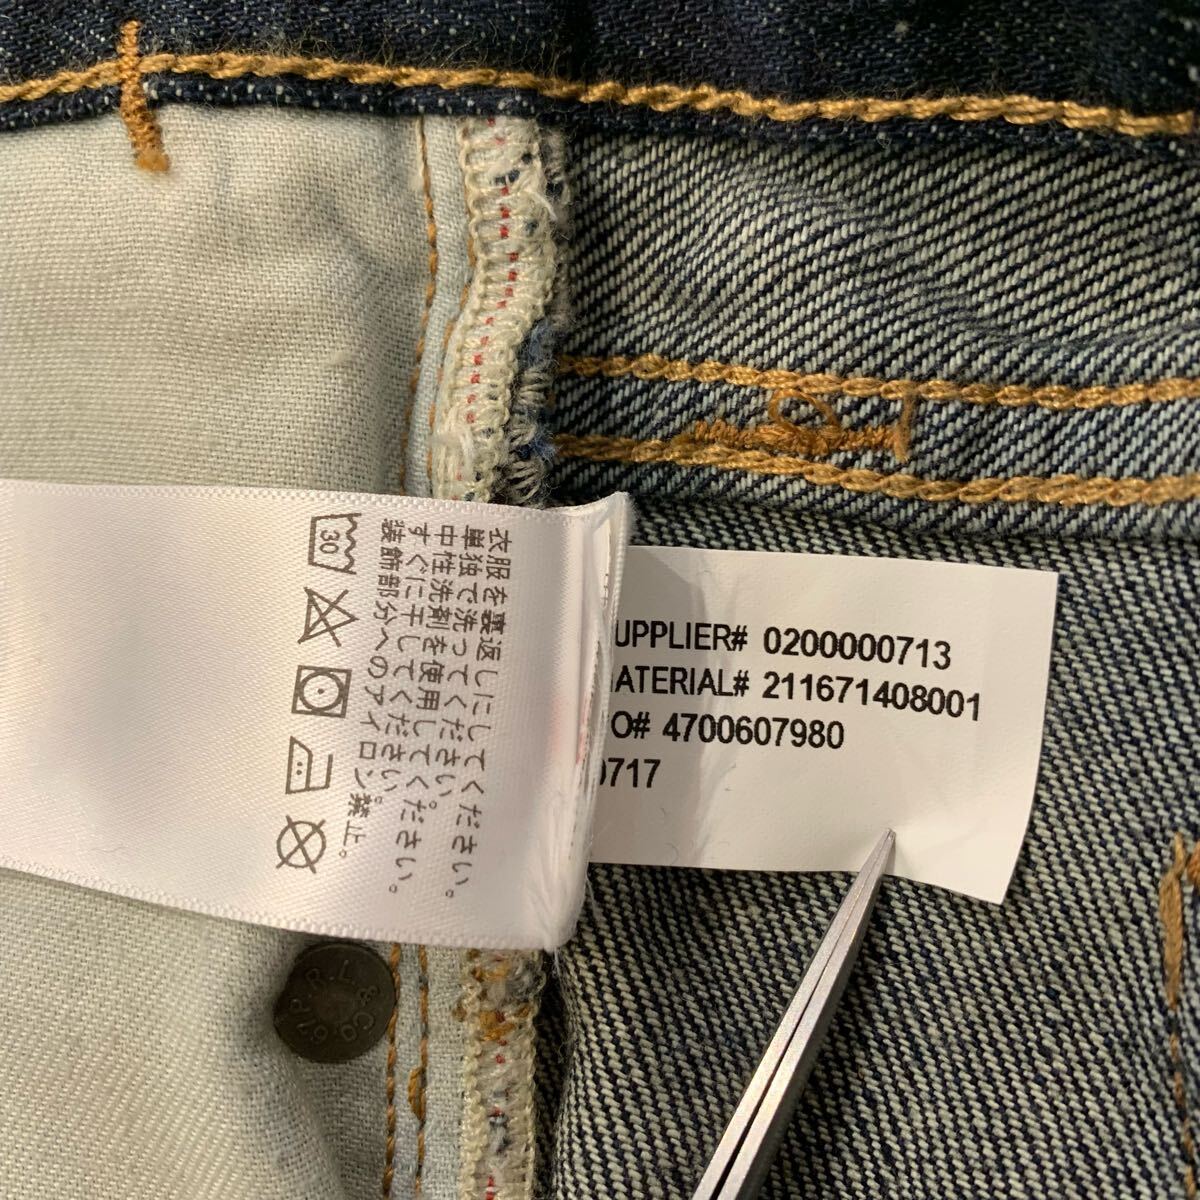 衣服を裏返しにしてください。
単独で洗ってください。
中性洗剤を使用してください。
すぐに干してください。
装飾部分へのアイロン禁止。
30
UPPLIER# 0200000713
ATERIAL# 211671408001
O# 4700607980
0717
R.L.&Co.
67